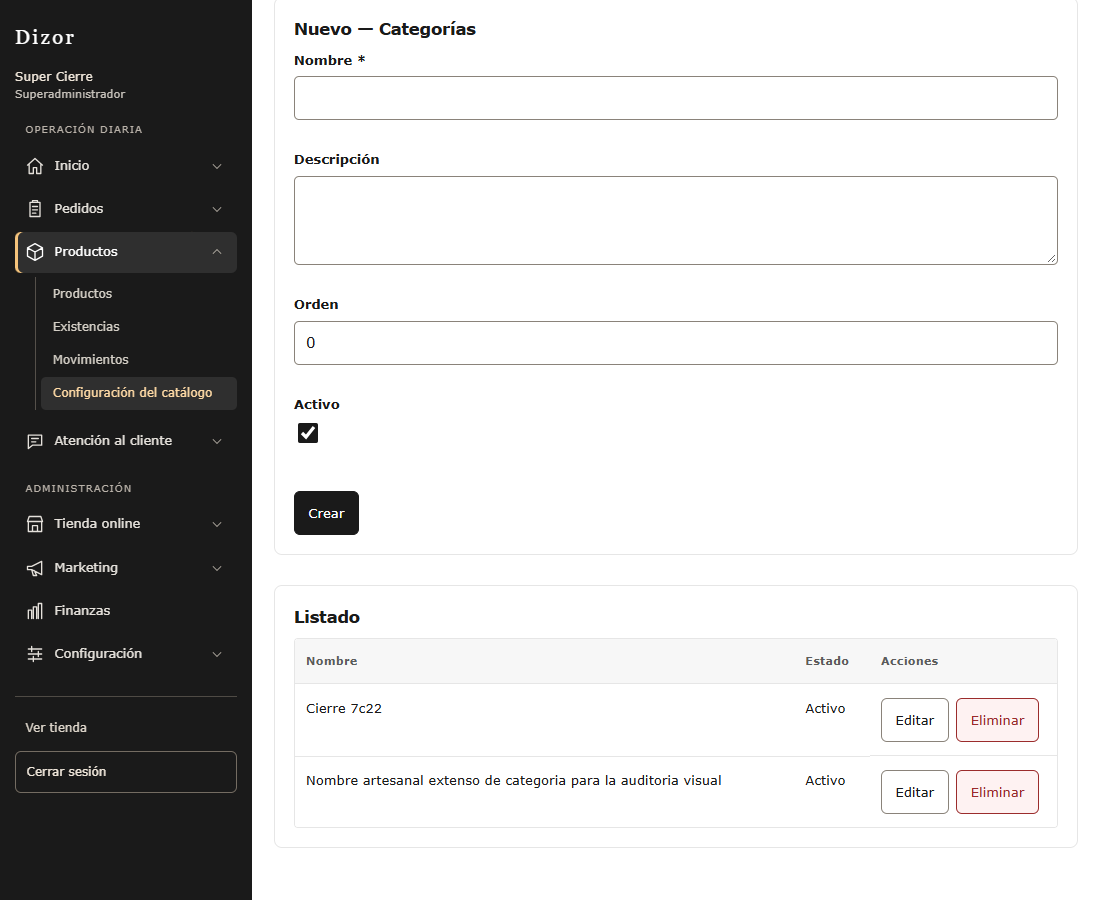 Dizor
Super Cierre
Superadministrador
OPERACIÓN DIARIA
Inicio
Pedidos
Productos
Productos
Existencias
Movimientos
Configuración del catálogo
Atención al cliente
ADMINISTRACIÓN
Tienda online
Marketing
Finanzas
Configuración
Ver tienda
Cerrar sesión
Nuevo — Categorías
Nombre *
Descripción
Orden
0
Activo
Crear
Listado
Nombre Estado Acciones
Cierre 7c22 Activo Editar Eliminar
Nombre artesanal extenso de categoria para la auditoria visual Activo Editar Eliminar